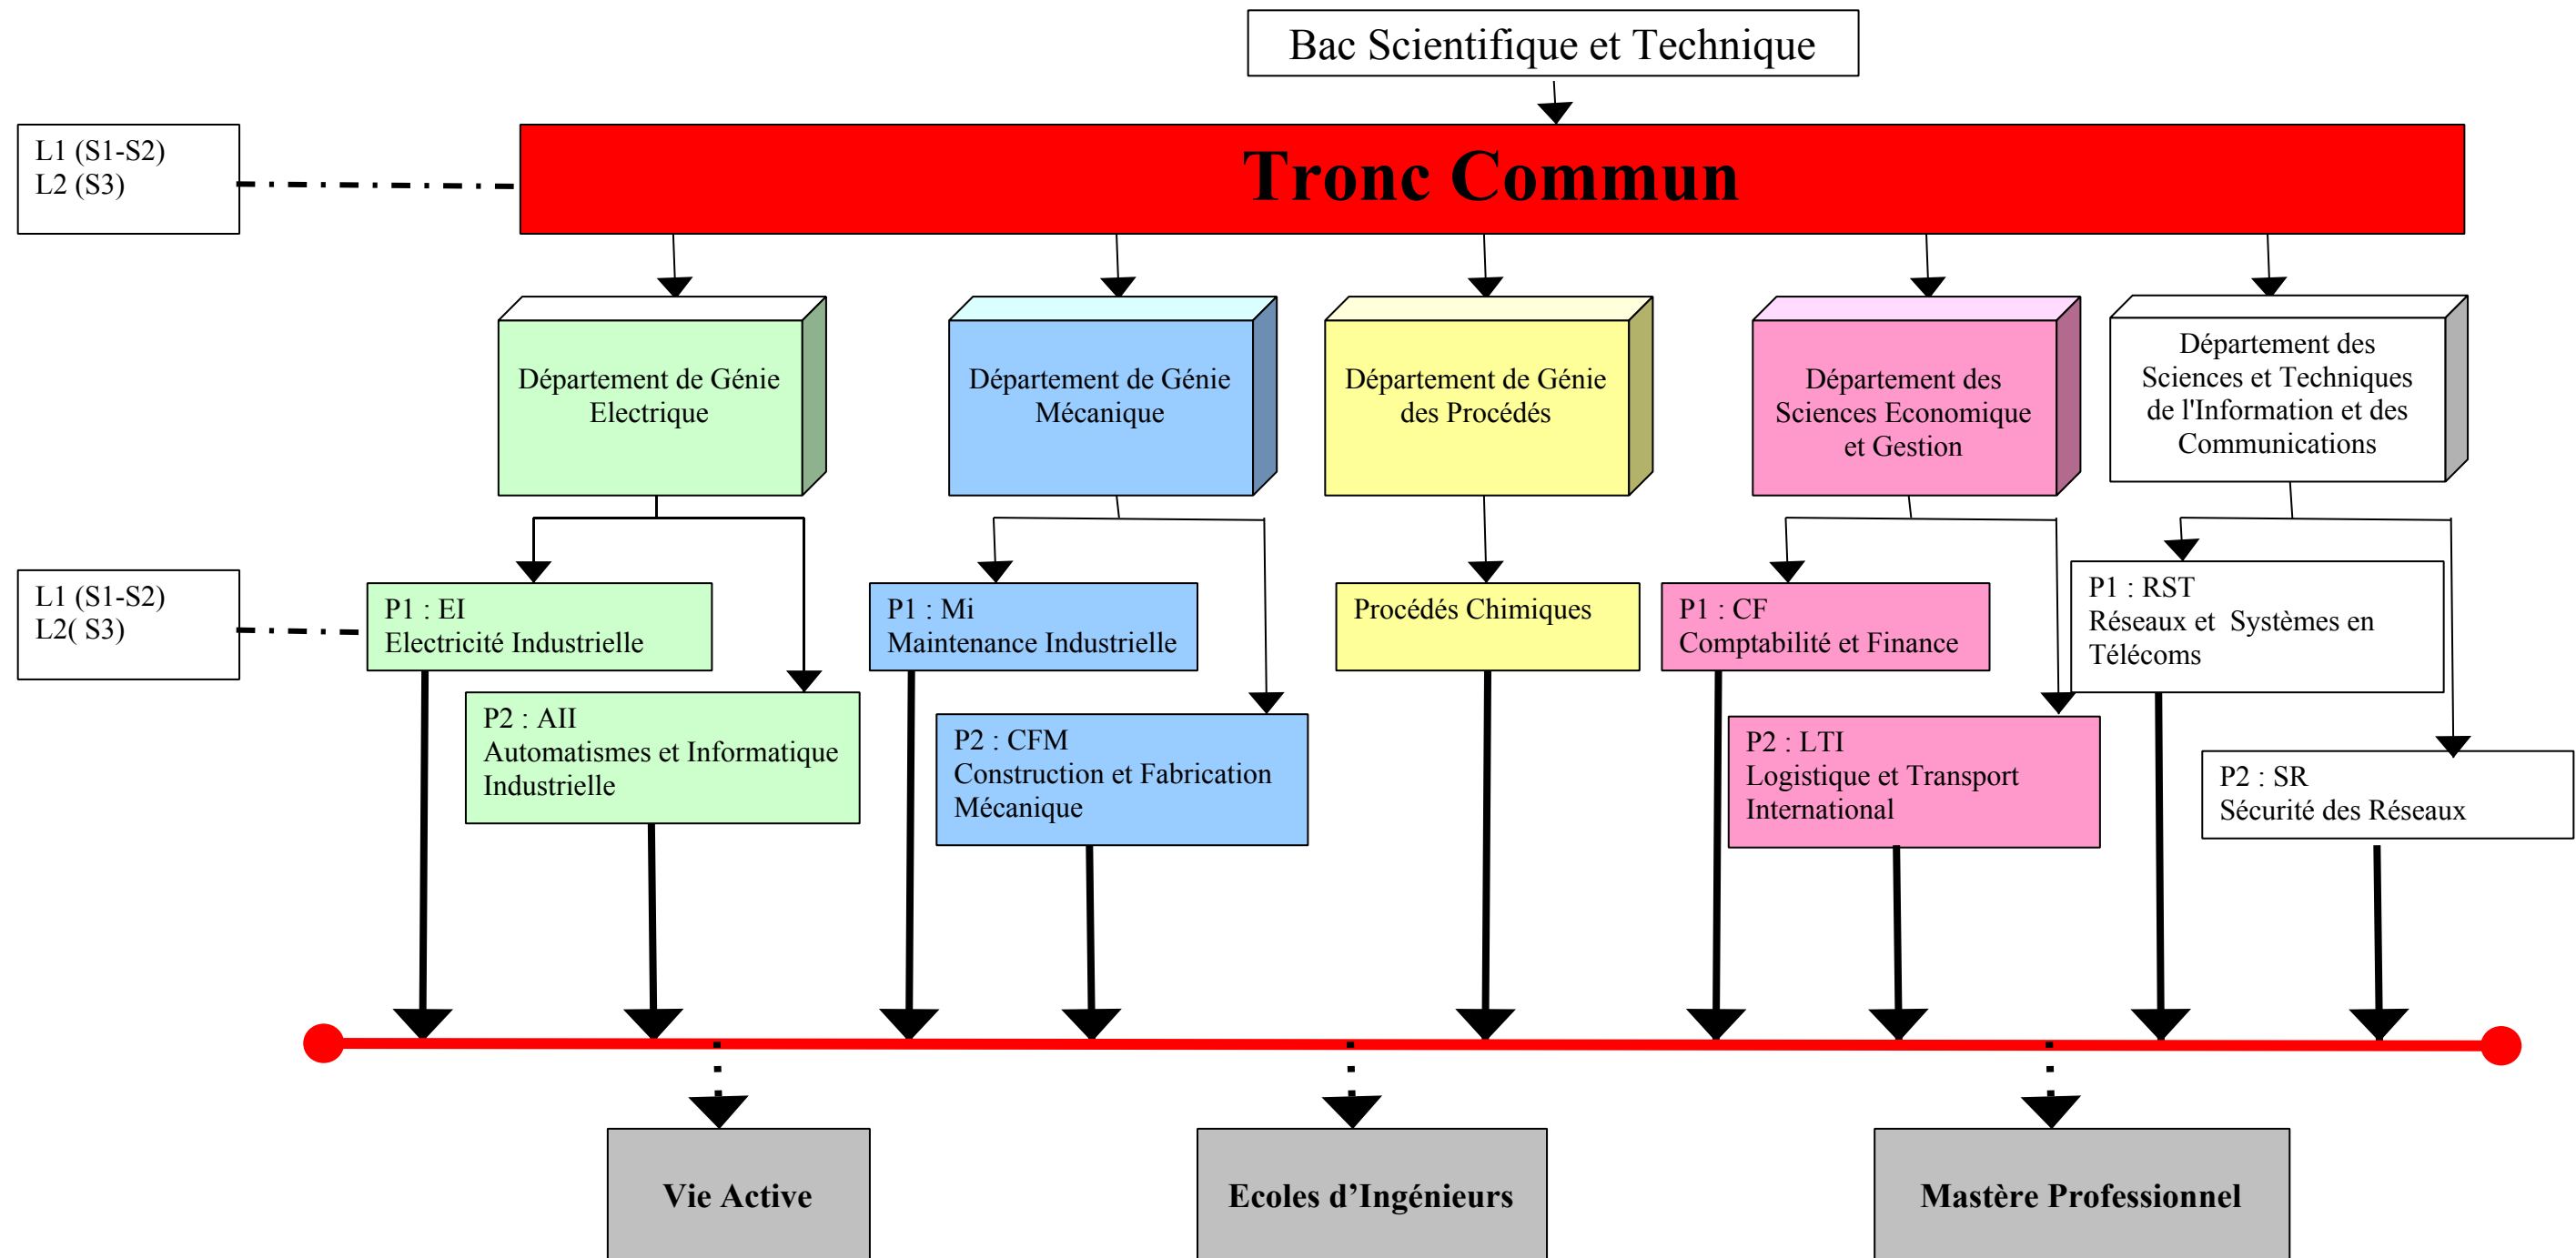 Bac Scientifique et Technique
L1 (S1-S2)
L2 (S3)
Tronc Commun
Département de Génie
Electrique
Département de Génie
Mécanique
Département de Génie
des Procédés
Département des
Sciences Economique
et Gestion
Département des
Sciences et Techniques
de l'Information et des
Communications
L1 (S1-S2)
L2( S3)
P1 : EI
Electricité Industrielle
P2 : AII
Automatismes et Informatique
Industrielle
P1 : Mi
Maintenance Industrielle
P2 : CFM
Construction et Fabrication
Mécanique
Procédés Chimiques
P1 : CF
Comptabilité et Finance
P2 : LTI
Logistique et Transport
International
P1 : RST
Réseaux et  Systèmes en
Télécoms
P2 : SR
Sécurité des Réseaux
Vie Active
Ecoles d’Ingénieurs
Mastère Professionnel